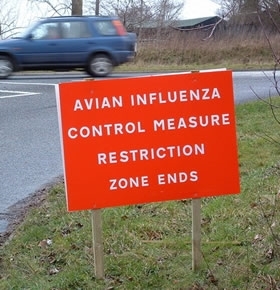 AVIAN INFLUENZA
CONTROL MEASURE
RESTRICTION
ZONE ENDS